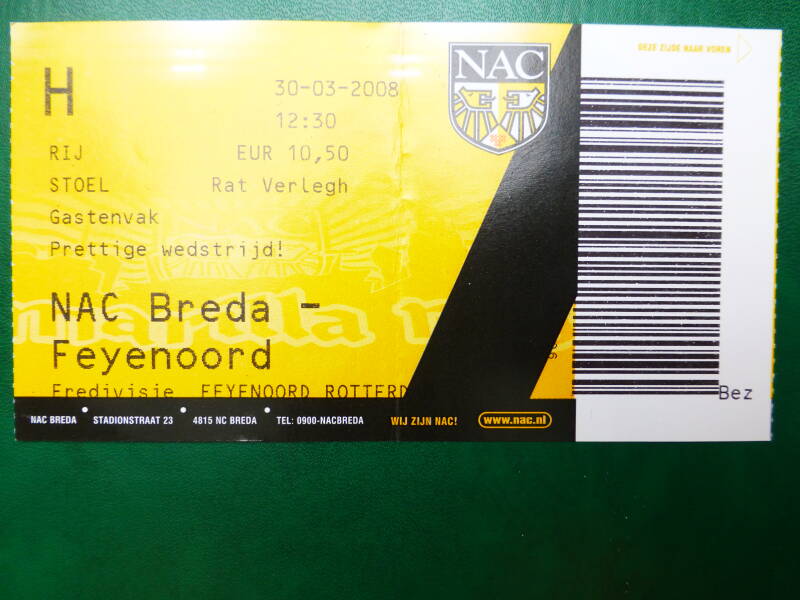 H
30-03-2008
12:30
RIJ EUR 10,50
STOEL Rat Verlegh
Gastenvak
Prettige wedstrijd!
NAC Breda -
Feyenoord
Eredivisie FEYENOORD ROTTERD
NAC BREDA • STADIONSTRAAT 23 • 4815 NC BREDA • TEL: 0900-NACBREDA WIJ ZIJN NAC! www.nac.nl
NAC
DEZE ZIJDE NAAR VOREN
Bez